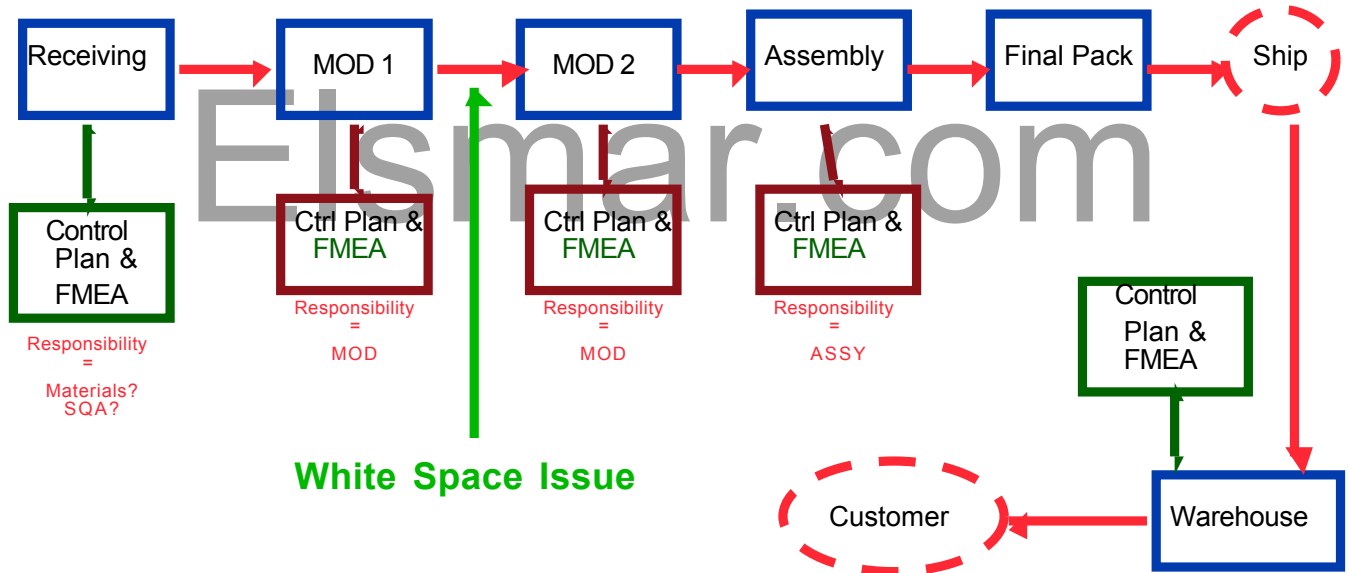 Receiving
MOD 1
MOD 2
Assembly
Final Pack
Ship
Elsmar.com
Control
Plan &
FMEA
Responsibility
=
Materials?
SQA?
Ctrl Plan &
FMEA
Responsibility
=
MOD
Ctrl Plan &
FMEA
Responsibility
=
MOD
Ctrl Plan &
FMEA
Responsibility
=
ASSY
Control
Plan &
FMEA
White Space Issue
Customer
Warehouse